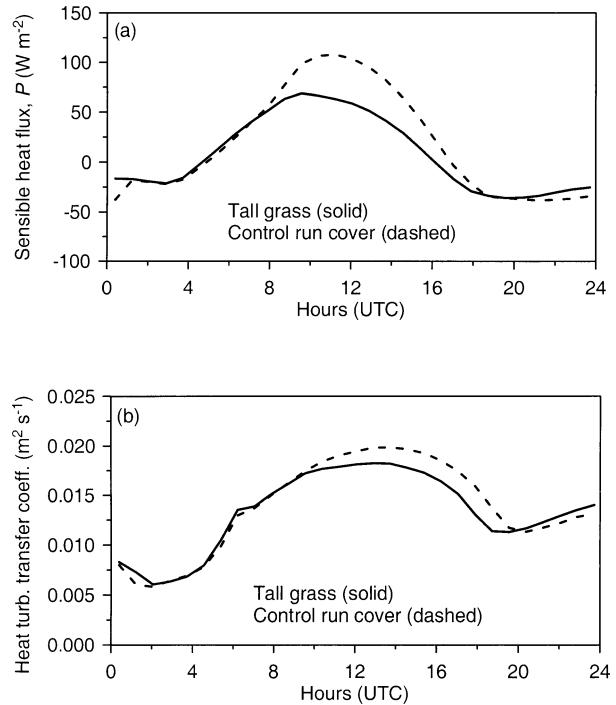 (a)
150
100
50
0
-50
-100
Sensible heat flux, P (W m-2)
Tall grass (solid)
Control run cover (dashed)
0 4 8 12 16 20 24
Hours (UTC)
(b)
0.025
0.020
0.015
0.010
0.005
0.000
Heat turb. transfer coeff. (m2 s-1)
Tall grass (solid)
Control run cover (dashed)
0 4 8 12 16 20 24
Hours (UTC)